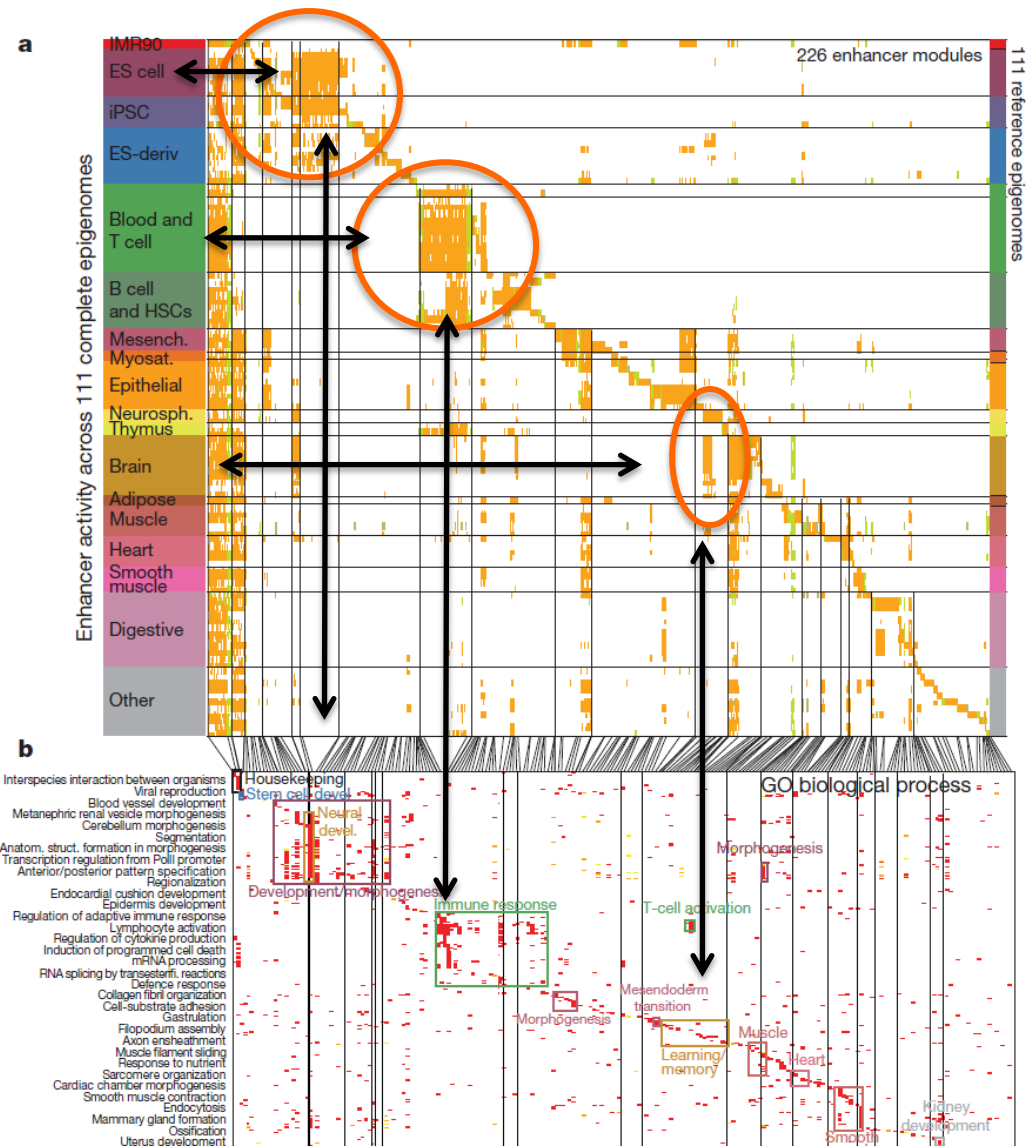 a
IMR90
ES cell
iPSC
ES-deriv
Blood and
T cell
B cell
and HSCs
Mesench.
Myosat.
Epithelial
Neurosph.
Thymus
Brain
Adipose
Muscle
Heart
Smooth
muscle
Digestive
Other
Enhancer activity across 111 complete epigenomes
226 enhancer modules
111 reference epigenomes
b
Interspecies interaction between organisms
Viral reproduction
Blood vessel development
Metanephric renal vesicle morphogenesis
Cerebellum morphogenesis
Segmentation
Anatom. struct. formation in morphogenesis
Transcription regulation from PolII promoter
Anterior/posterior pattern specification
Regionalization
Endocardial cushion development
Epidermis development
Regulation of adaptive immune response
Lymphocyte activation
Regulation of cytokine production
Induction of programmed cell death
mRNA processing
RNA splicing by transesterifi. reactions
Defence response
Collagen fibril organization
Cell-substrate adhesion
Gastrulation
Filopodium assembly
Axon ensheathment
Muscle filament sliding
Response to nutrient
Sarcomere organization
Cardiac chamber morphogenesis
Smooth muscle contraction
Endocytosis
Mammary gland formation
Ossification
Uterus development
Housekeeping
GO biological process
Stem cell devel.
Neural
devel.
Morphogenesis
Development/morphogenesis
Immune response
T-cell activation
Mesendoderm
transition
Morphogenesis
Learning/
memory
Muscle
Heart
Kidney
development
Smooth